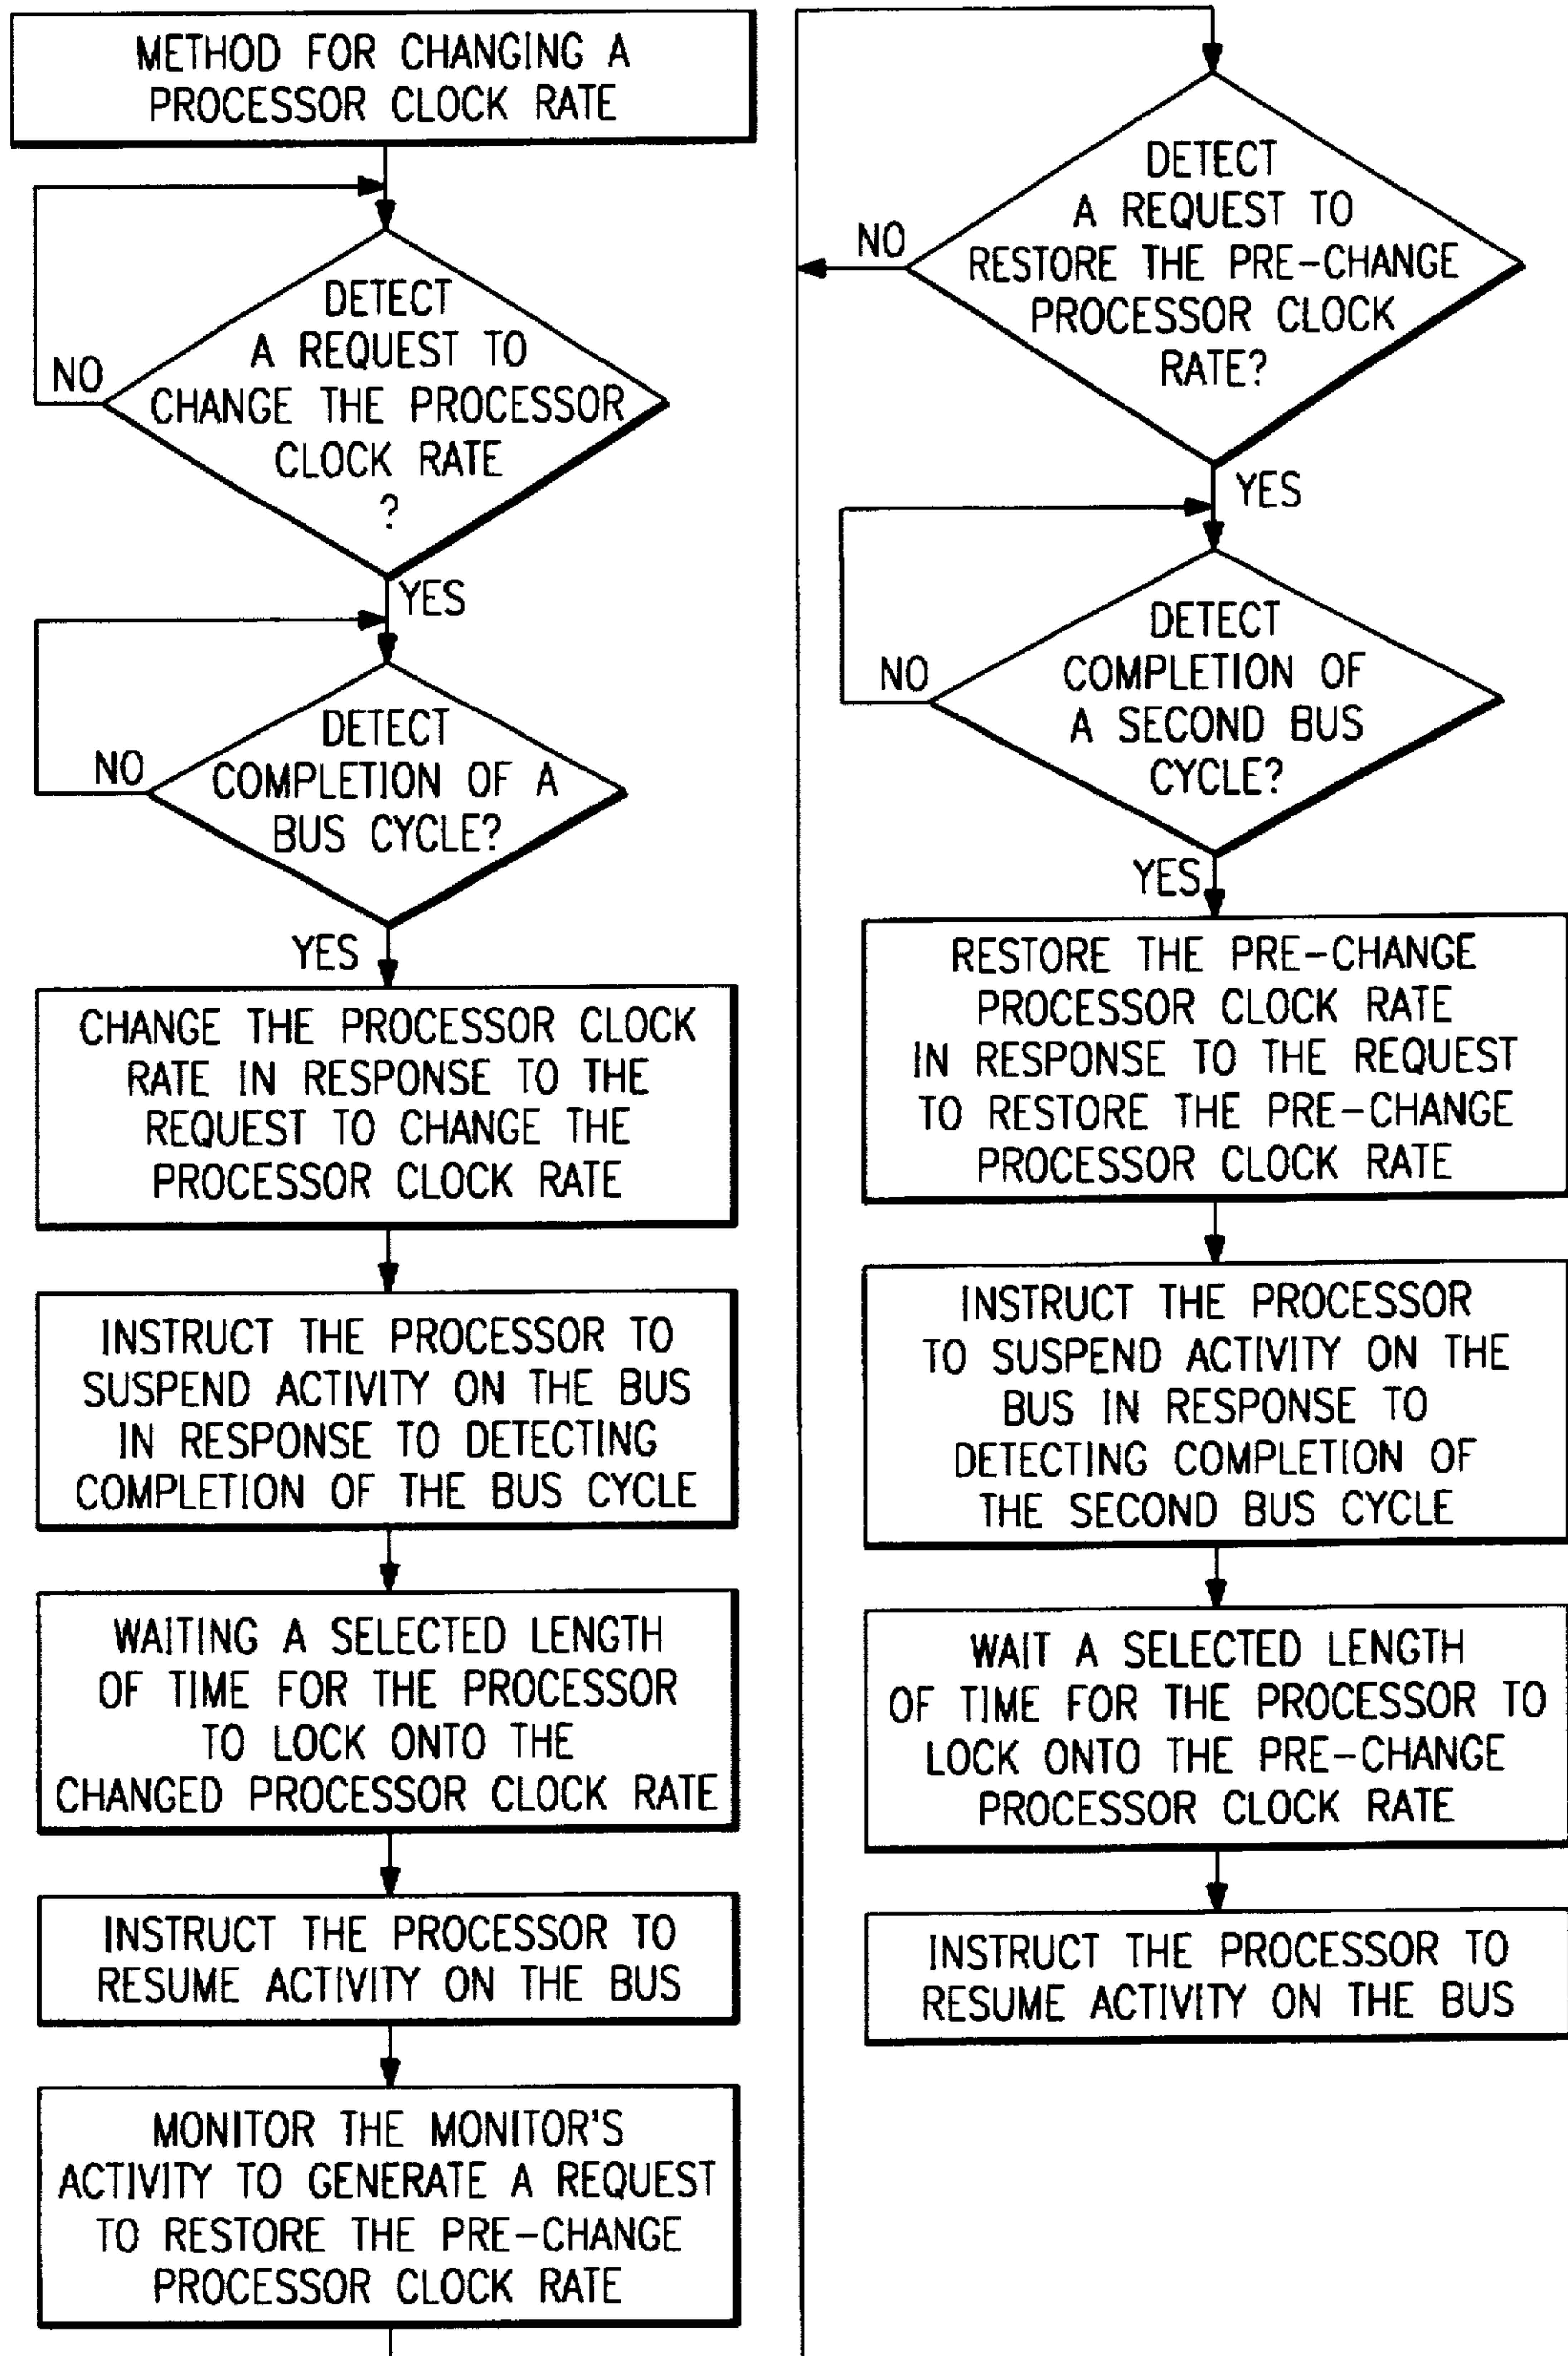 METHOD FOR CHANGING A
PROCESSOR CLOCK RATE
DETECT
A REQUEST TO
CHANGE THE PROCESSOR
CLOCK RATE
?
NO
YES
DETECT
COMPLETION OF A
BUS CYCLE?
NO
YES
CHANGE THE PROCESSOR CLOCK
RATE IN RESPONSE TO THE
REQUEST TO CHANGE THE
PROCESSOR CLOCK RATE
INSTRUCT THE PROCESSOR TO
SUSPEND ACTIVITY ON THE BUS
IN RESPONSE TO DETECTING
COMPLETION OF THE BUS CYCLE
WAITING A SELECTED LENGTH
OF TIME FOR THE PROCESSOR
TO LOCK ONTO THE
CHANGED PROCESSOR CLOCK RATE
INSTRUCT THE PROCESSOR TO
RESUME ACTIVITY ON THE BUS
MONITOR THE MONITOR'S
ACTIVITY TO GENERATE A REQUEST
TO RESTORE THE PRE-CHANGE
PROCESSOR CLOCK RATE
DETECT
A REQUEST TO
RESTORE THE PRE-CHANGE
PROCESSOR CLOCK
RATE?
NO
YES
DETECT
COMPLETION OF
A SECOND BUS
CYCLE?
NO
YES
RESTORE THE PRE-CHANGE
PROCESSOR CLOCK RATE
IN RESPONSE TO THE REQUEST
TO RESTORE THE PRE-CHANGE
PROCESSOR CLOCK RATE
INSTRUCT THE PROCESSOR
TO SUSPEND ACTIVITY ON THE
BUS IN RESPONSE TO
DETECTING COMPLETION OF
THE SECOND BUS CYCLE
WAIT A SELECTED LENGTH
OF TIME FOR THE PROCESSOR TO
LOCK ONTO THE PRE-CHANGE
PROCESSOR CLOCK RATE
INSTRUCT THE PROCESSOR TO
RESUME ACTIVITY ON THE BUS